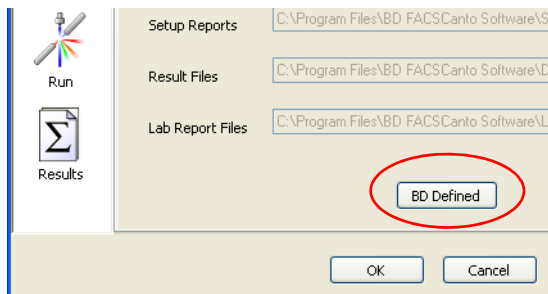 Setup Reports C:\Program Files\BD FACSCanto Software\S
Run
Result Files C:\Program Files\BD FACSCanto Software\D
Lab Report Files C:\Program Files\BD FACSCanto Software\L
Σ
Results
BD Defined
OK Cancel